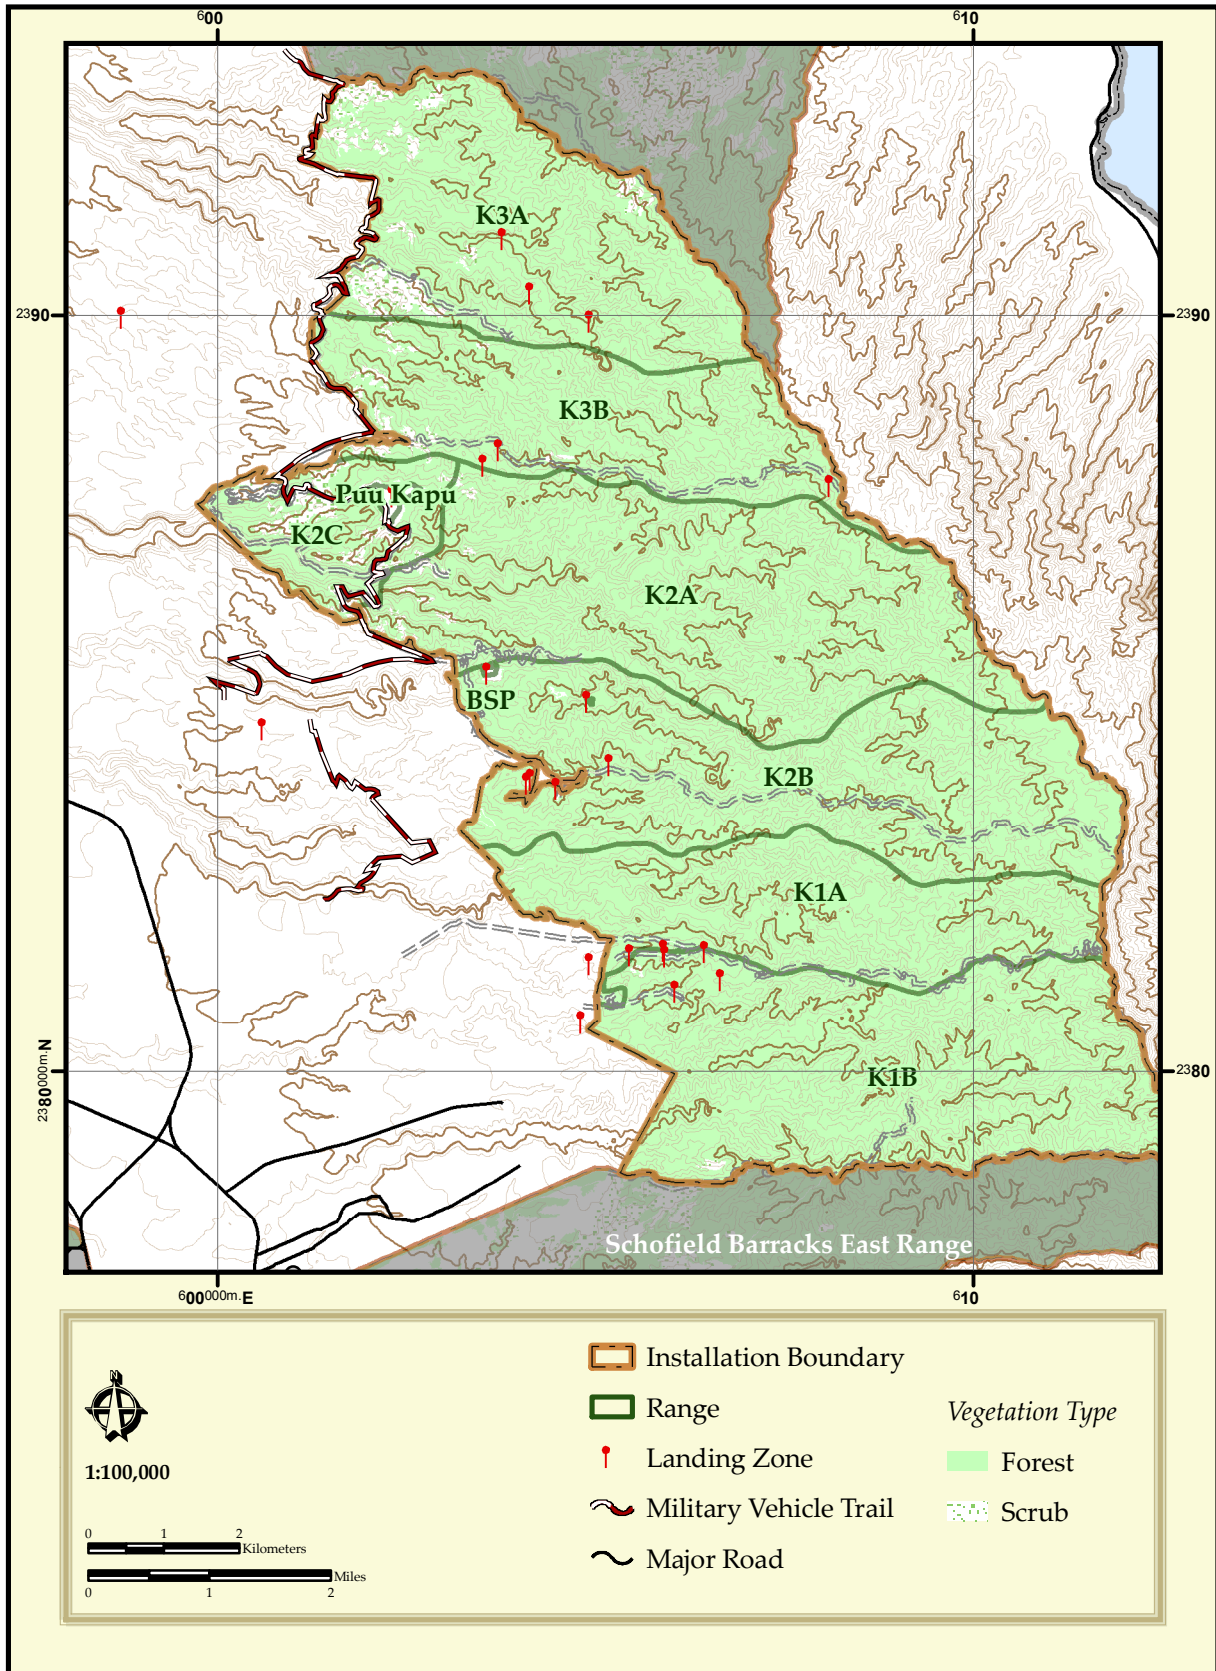 600 610
2390 2390
K3A
K3B
Puu Kapu
K2C
K2A
BSP
K2B
K1A
2380000m.N 2380
K1B
Schofield Barracks East Range
600000m.E 610
N
1:100,000
0 1 2
Kilometers
Miles
0 1 2
Installation Boundary
Range
Landing Zone
Military Vehicle Trail
Major Road
Vegetation Type
Forest
Scrub